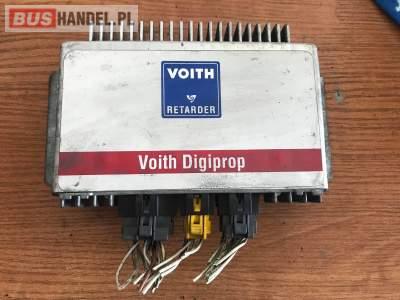 BUSHANDEL.PL
VOITH
RETARDER
Voith Digiprop